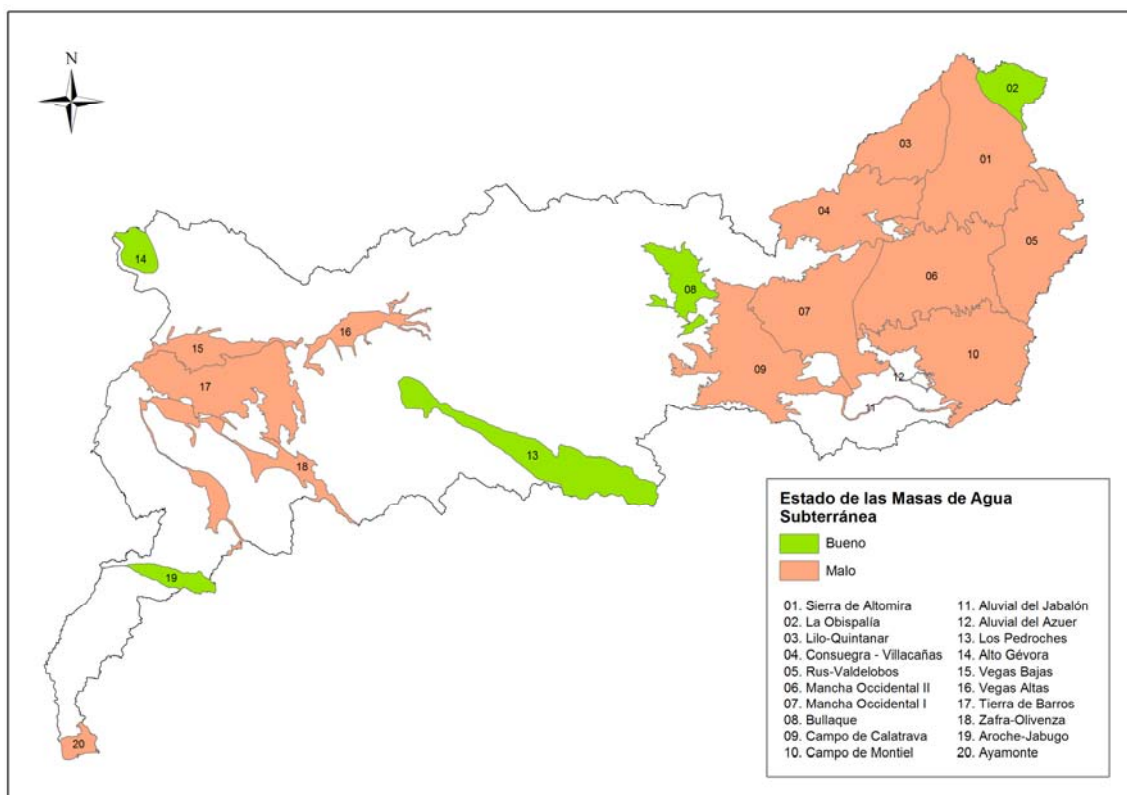 N
02
03
01
04
05
14
06
08
16
07
15
10
17
09
12
11
13
18
19
20
Estado de las Masas de Agua
Subterránea
Bueno
Malo
01. Sierra de Altomira
02. La Obispalía
03. Lilo-Quintanar
04. Consuegra - Villacañas
05. Rus-Valdelobos
06. Mancha Occidental II
07. Mancha Occidental I
08. Bullaque
09. Campo de Calatrava
10. Campo de Montiel
11. Aluvial del Jabalón
12. Aluvial del Azuer
13. Los Pedroches
14. Alto Gévora
15. Vegas Bajas
16. Vegas Altas
17. Tierra de Barros
18. Zafra-Olivenza
19. Aroche-Jabugo
20. Ayamonte